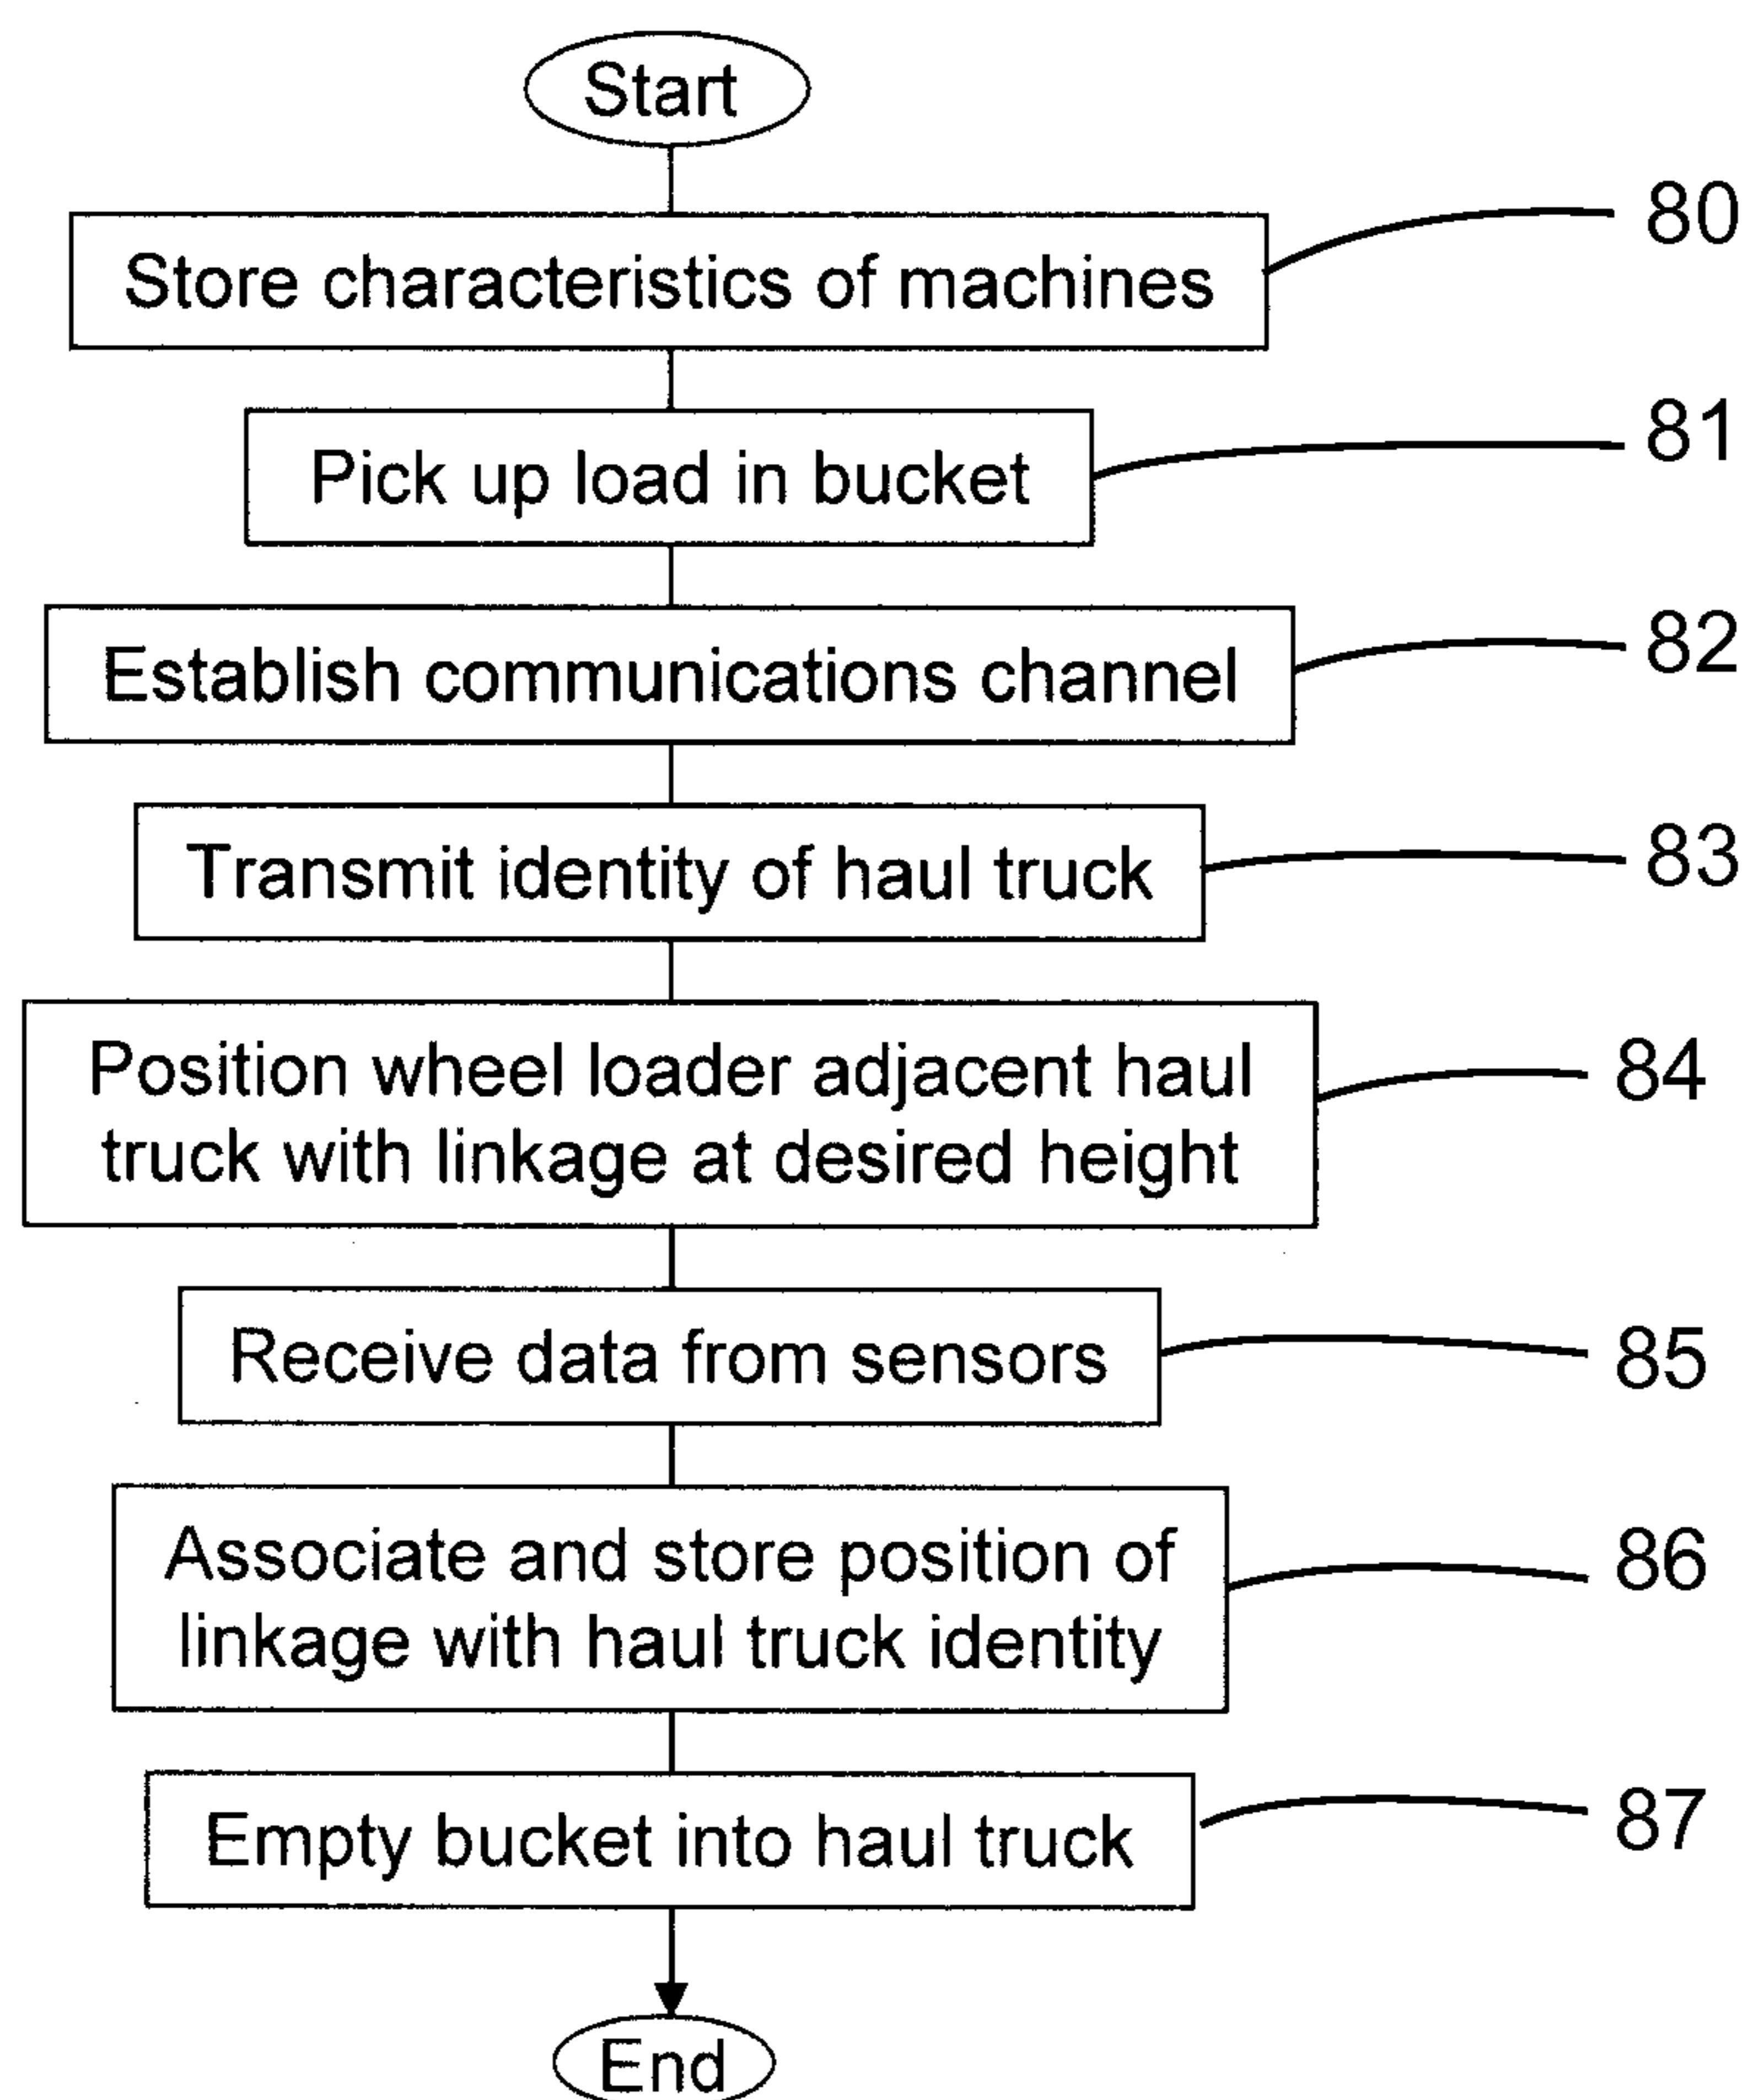 Start
Store characteristics of machines
80
Pick up load in bucket
81
Establish communications channel
82
Transmit identity of haul truck
83
Position wheel loader adjacent haul
truck with linkage at desired height
84
Receive data from sensors
85
Associate and store position of
linkage with haul truck identity
86
Empty bucket into haul truck
87
End